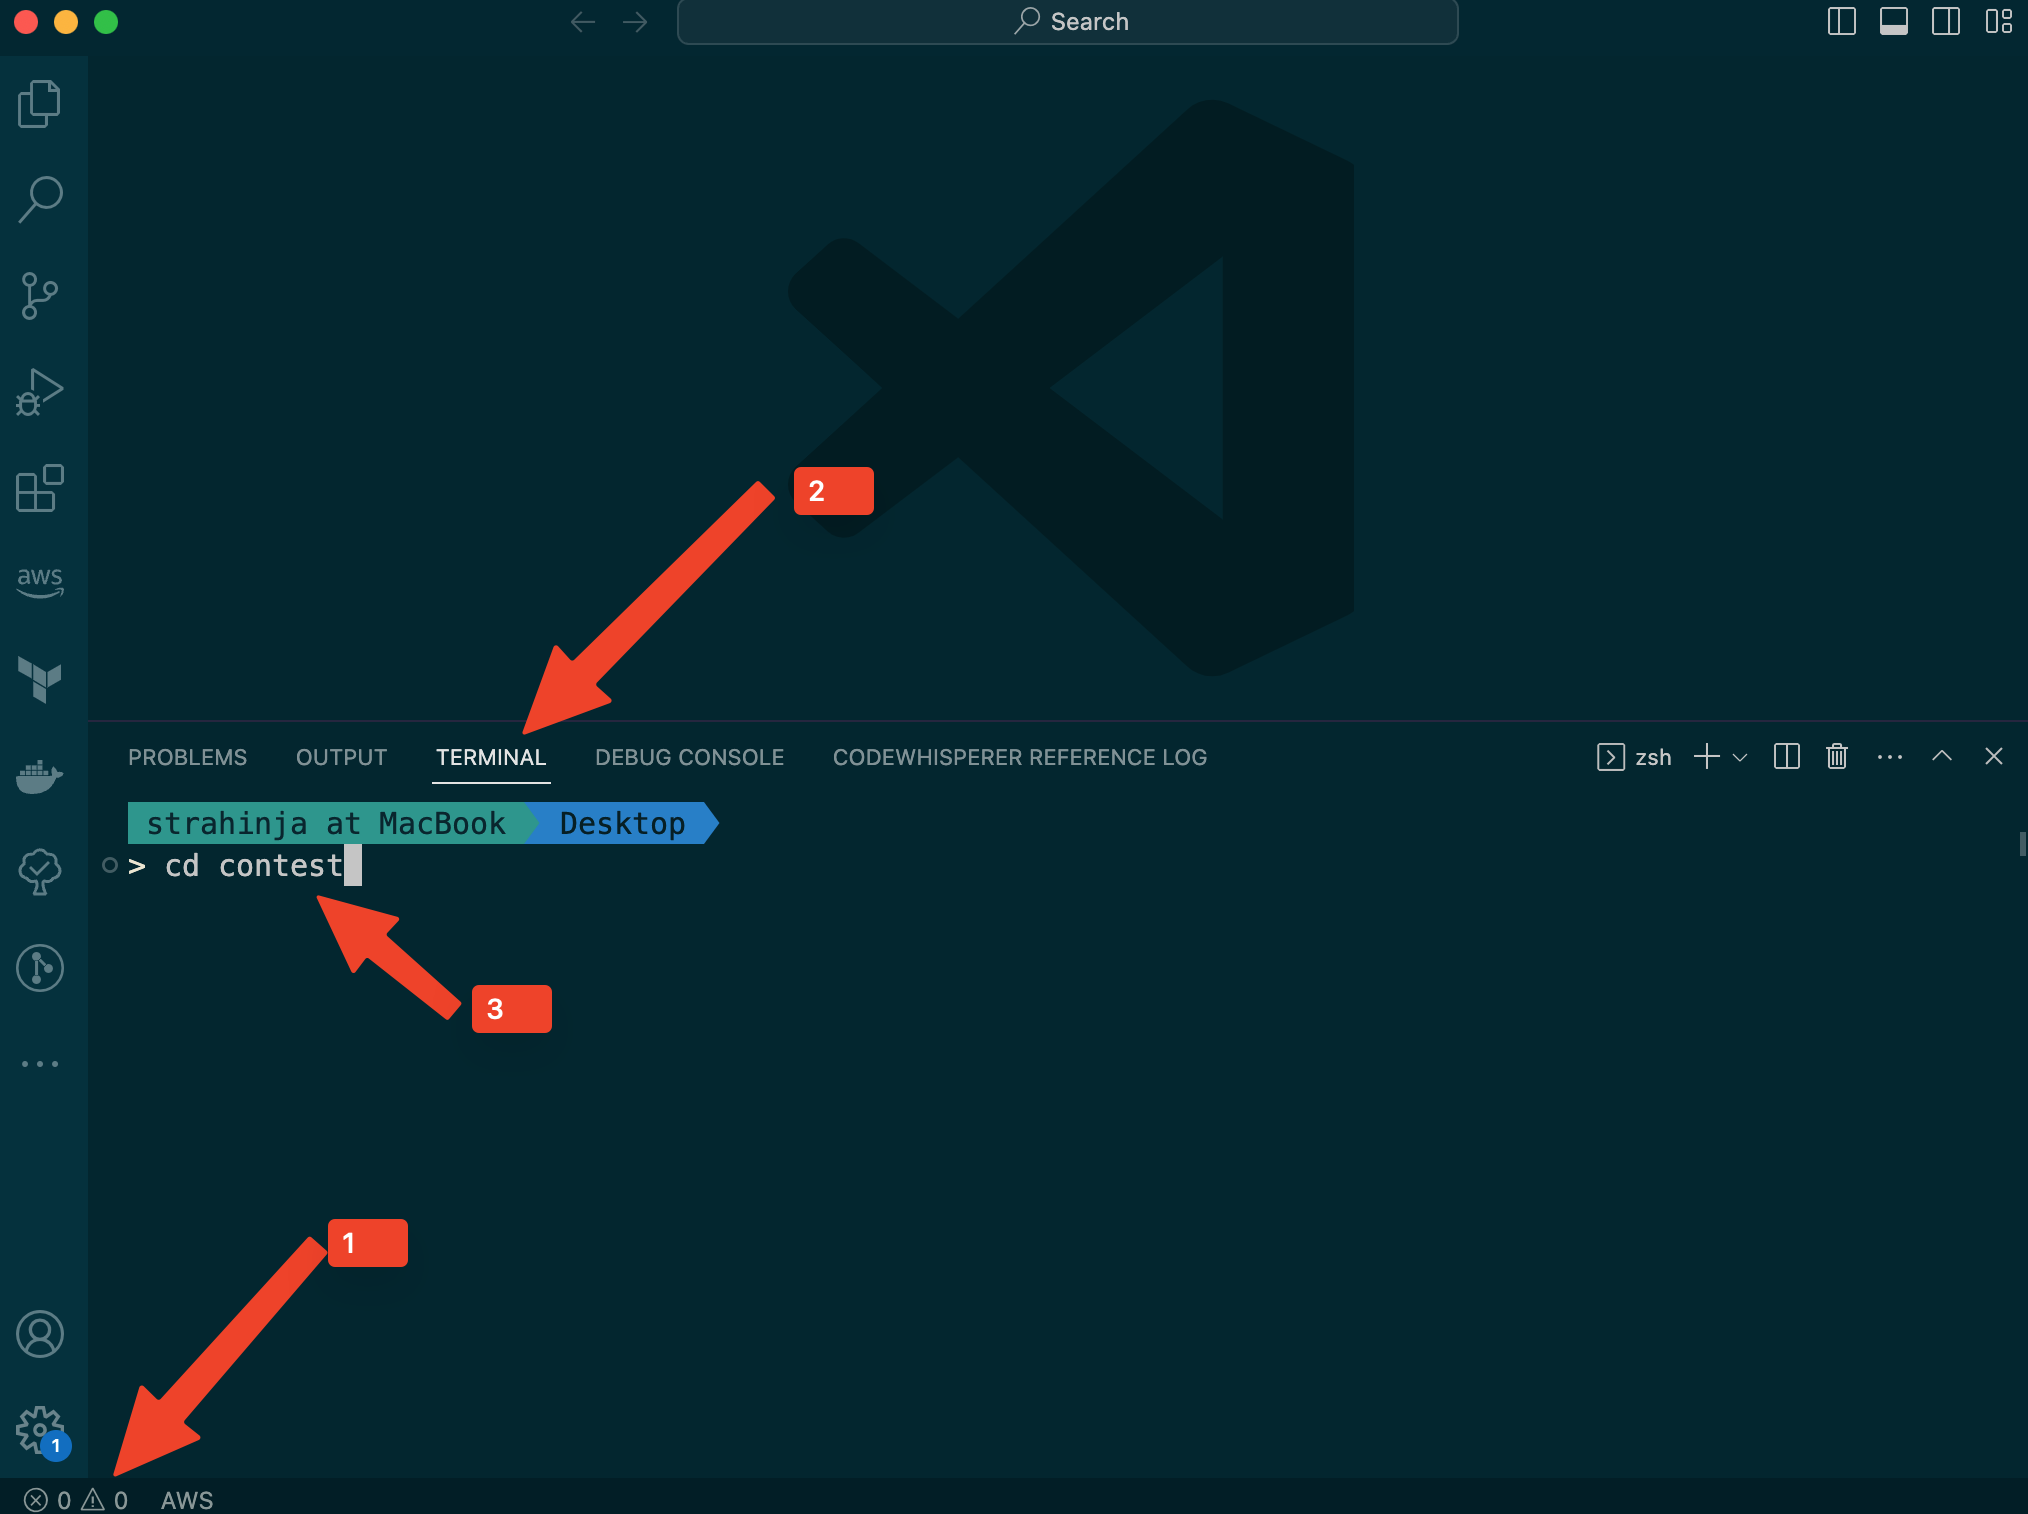 Search
aws
2
PROBLEMS OUTPUT TERMINAL DEBUG CONSOLE CODEWHISPERER REFERENCE LOG zsh
strahinja at MacBook Desktop
> cd contest
3
1
1
0 0 AWS